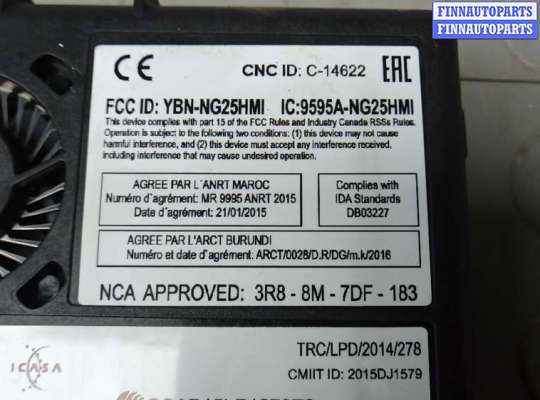 FINNAUTOPARTS
FINNAUTOPARTS
FINNAUTOPARTS
CE
CNC ID: C-14622
EAC
FCC ID: YBN-NG25HMI IC:9595A-NG25HMI
This device complies with part 15 of the FCC Rules and Industry Canada RSSs Rules.
Operation is subject to the following two conditions: (1) this device may not cause
harmful interference, and (2) this device must accept any interference received,
including interference that may cause undesired operation.
AGREE PAR L'ANRT MAROC
Numéro d'agrément: MR 9995 ANRT 2015
Date d'agrément: 21/01/2015
Complies with
IDA Standards
DB03227
AGREE PAR L'ARCT BURUNDI
Numéro et date d'agrément: ARCT/0028/D.R/DG/m.k/2016
NCA APPROVED: 3R8 - 8M - 7DF - 183
ICASA
TRC/LPD/2014/278
CMIIT ID: 2015DJ1579